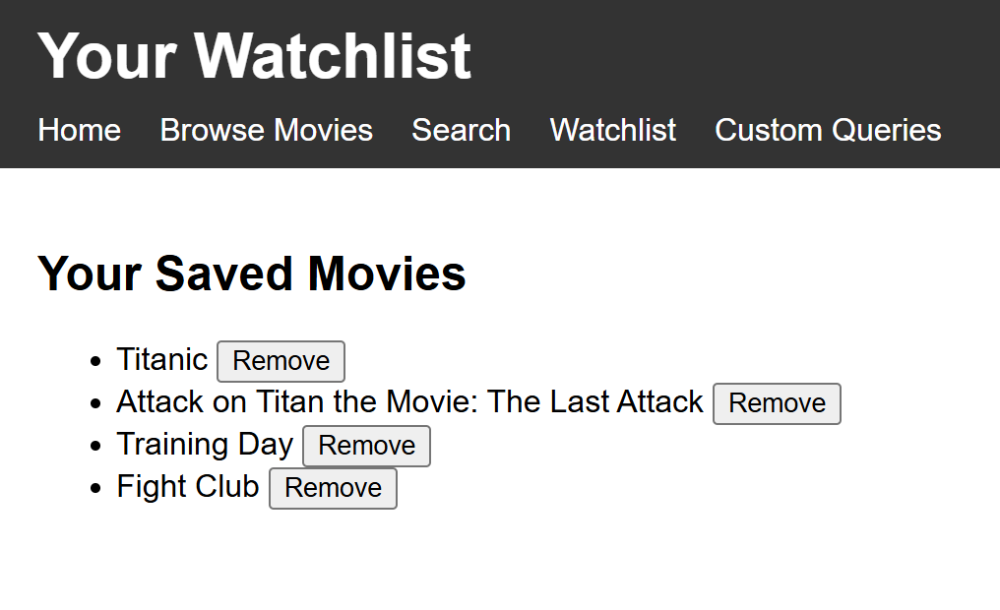 Your Watchlist
Home Browse Movies Search Watchlist Custom Queries
Your Saved Movies
Titanic Remove
Attack on Titan the Movie: The Last Attack Remove
Training Day Remove
Fight Club Remove